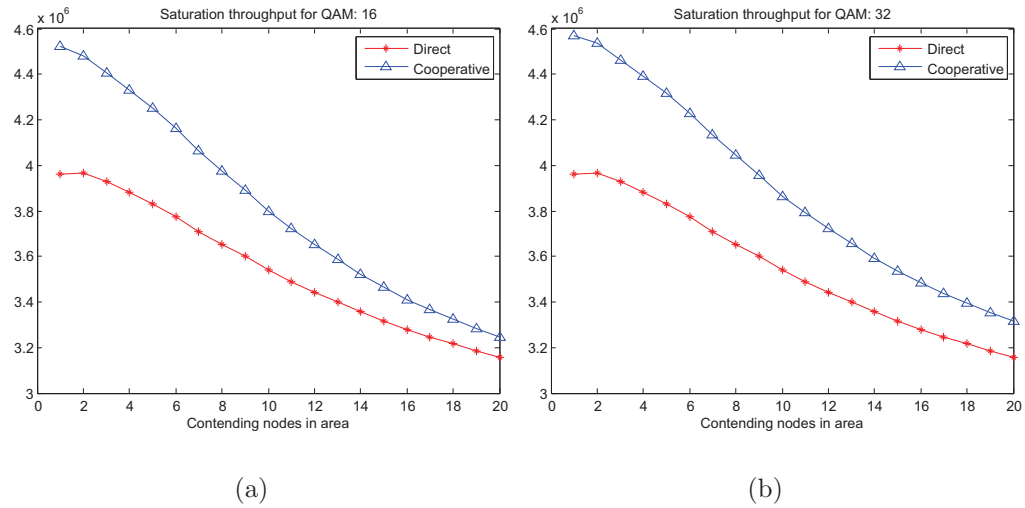 x 10^6
Saturation throughput for QAM: 16
4.6
4.4
4.2
4
3.8
3.6
3.4
3.2
3
Direct
Cooperative
0 2 4 6 8 10 12 14 16 18 20
Contending nodes in area
(a)
x 10^6
Saturation throughput for QAM: 32
4.6
4.4
4.2
4
3.8
3.6
3.4
3.2
3
Direct
Cooperative
0 2 4 6 8 10 12 14 16 18 20
Contending nodes in area
(b)